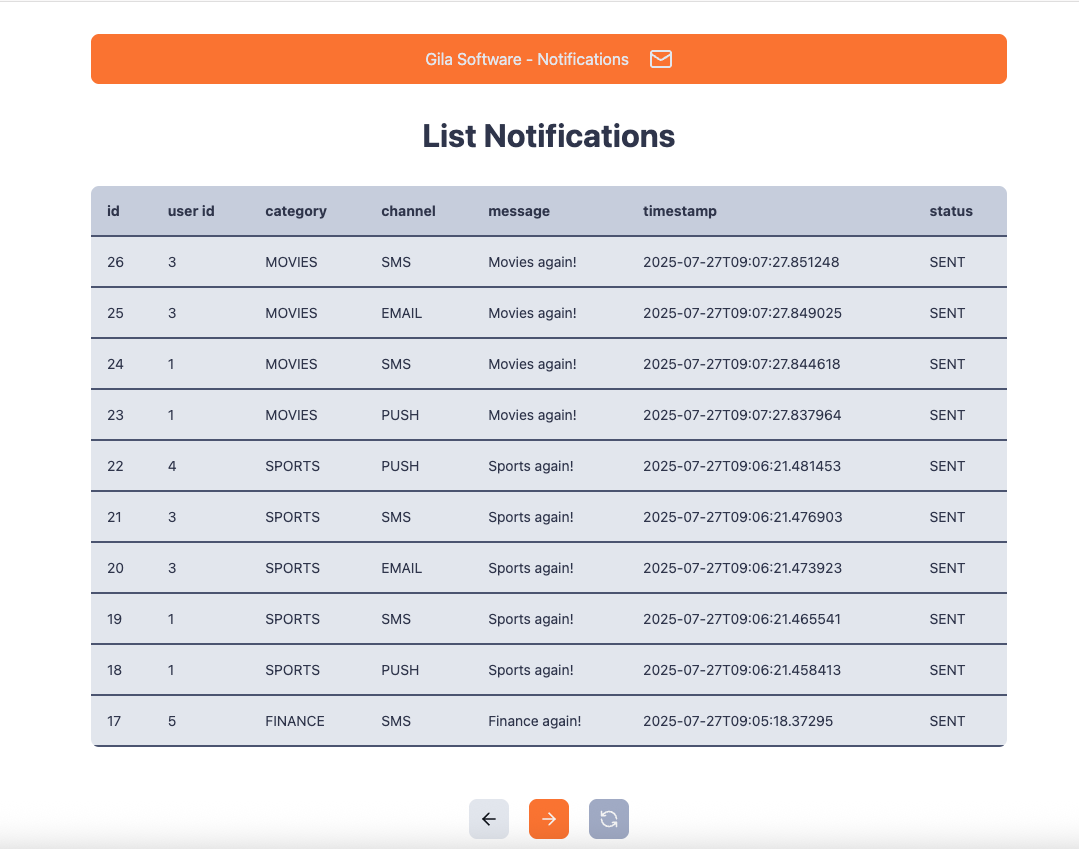 Gila Software - Notifications
List Notifications
id user id category channel message timestamp status
26 3 MOVIES SMS Movies again! 2025-07-27T09:07:27.851248 SENT
25 3 MOVIES EMAIL Movies again! 2025-07-27T09:07:27.849025 SENT
24 1 MOVIES SMS Movies again! 2025-07-27T09:07:27.844618 SENT
23 1 MOVIES PUSH Movies again! 2025-07-27T09:07:27.837964 SENT
22 4 SPORTS PUSH Sports again! 2025-07-27T09:06:21.481453 SENT
21 3 SPORTS SMS Sports again! 2025-07-27T09:06:21.476903 SENT
20 3 SPORTS EMAIL Sports again! 2025-07-27T09:06:21.473923 SENT
19 1 SPORTS SMS Sports again! 2025-07-27T09:06:21.465541 SENT
18 1 SPORTS PUSH Sports again! 2025-07-27T09:06:21.458413 SENT
17 5 FINANCE SMS Finance again! 2025-07-27T09:05:18.37295 SENT